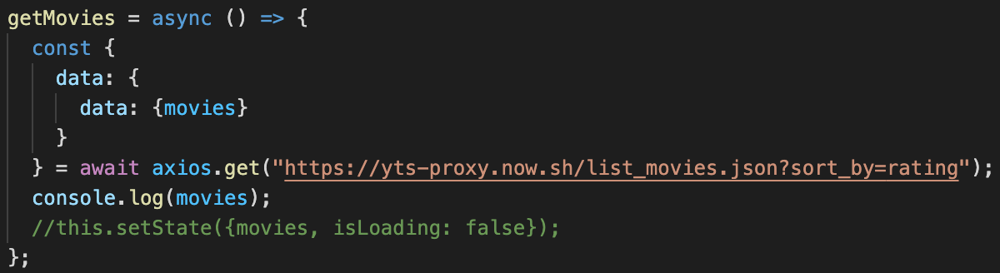 getMovies = async () => {
  const {
    data: {
      data: {movies}
    }
  } = await axios.get("https://yts-proxy.now.sh/list_movies.json?sort_by=rating");
  console.log(movies);
  //this.setState({movies, isLoading: false});
};